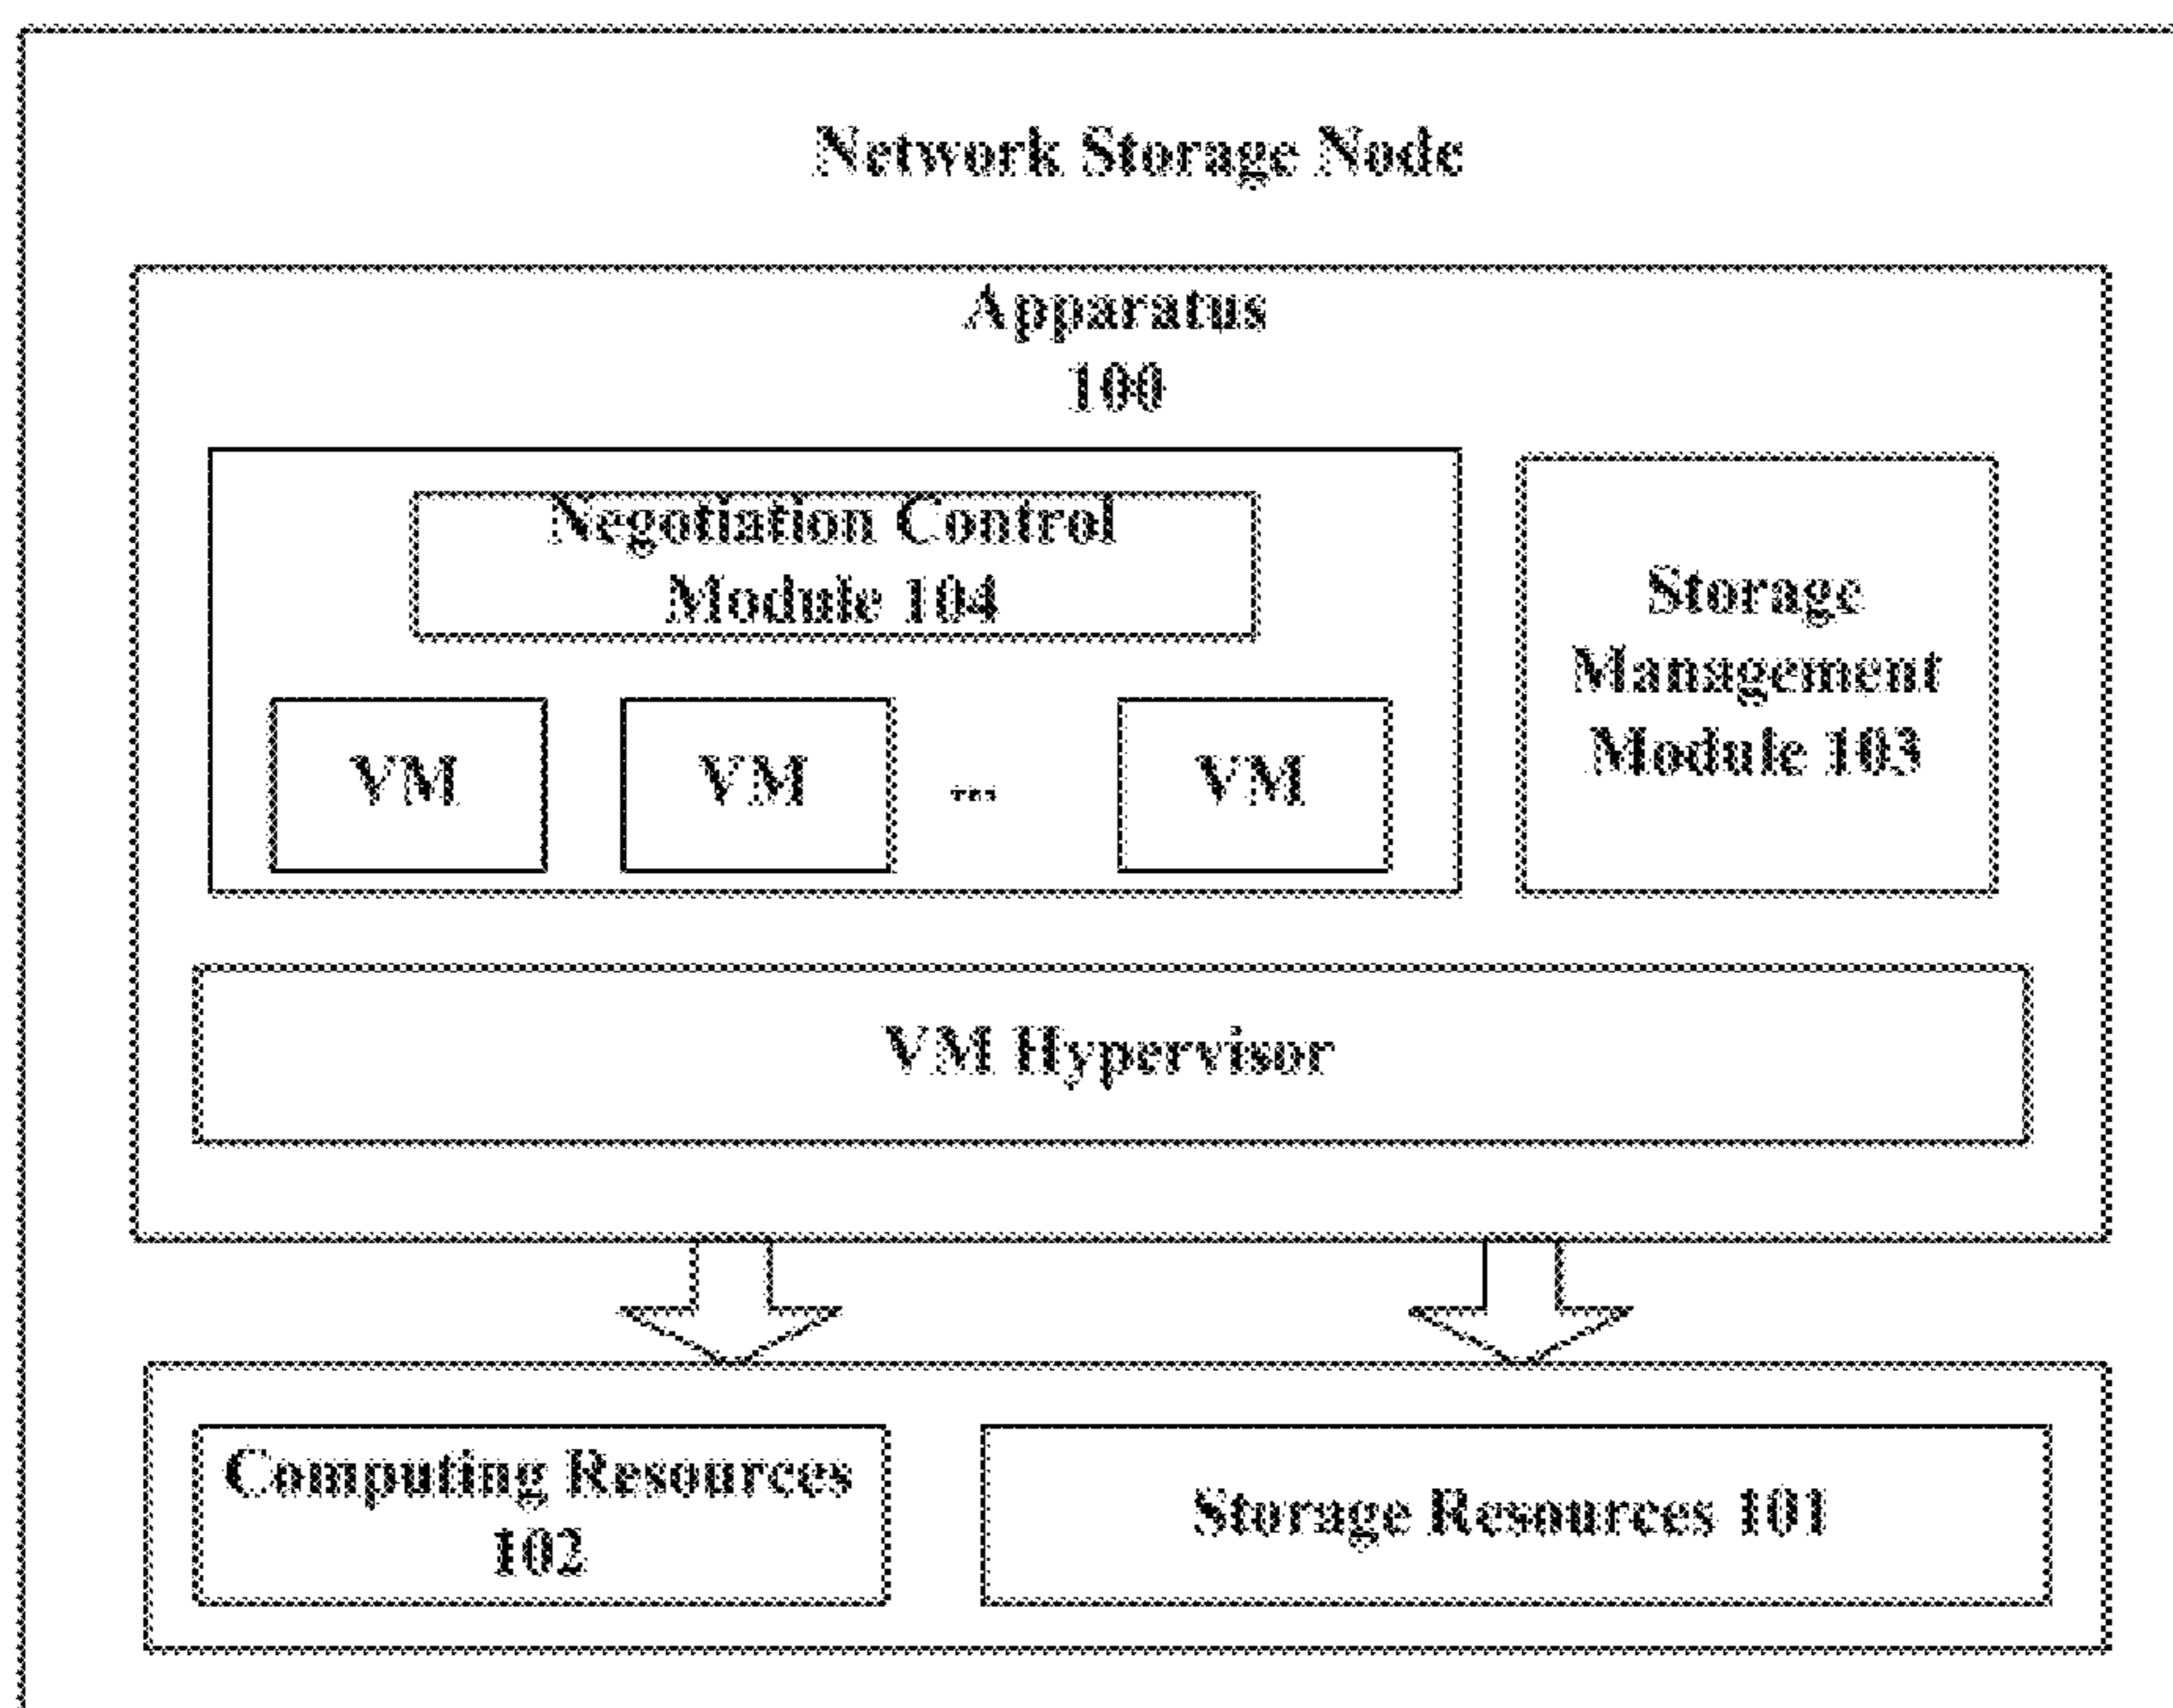 Network Storage Node
Apparatus
100
Negotiation Control
Module 104
Storage
Management
Module 103
VM VM ... VM
VM Hypervisor
Computing Resources
102
Storage Resources 101